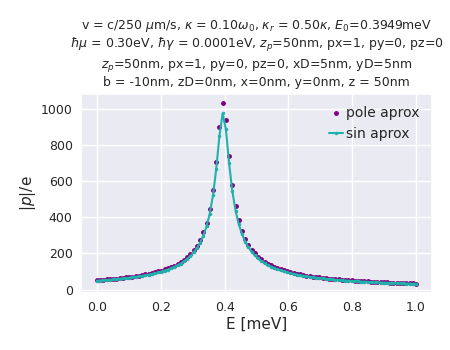 v = c/250 μm/s, κ = 0.10ω₀, κᵣ = 0.50κ, E₀=0.3949meV
ħμ = 0.30eV, ħγ = 0.0001eV, zₚ=50nm, px=1, py=0, pz=0
zₚ=50nm, px=1, py=0, pz=0, xD=5nm, yD=5nm
b = -10nm, zD=0nm, x=0nm, y=0nm, z = 50nm
1000
800
600
400
200
0
|p|/e
pole aprox
sin aprox
0.0 0.2 0.4 0.6 0.8 1.0
E [meV]